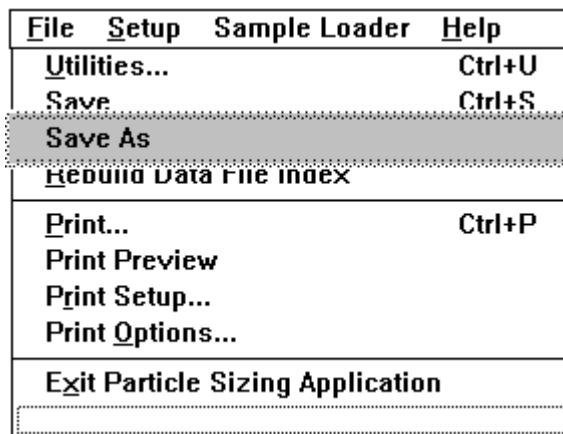 File Setup Sample Loader Help
Utilities... Ctrl+U
Save Ctrl+S
Save As
Rebuild Data File Index
Print... Ctrl+P
Print Preview
Print Setup...
Print Options...
Exit Particle Sizing Application